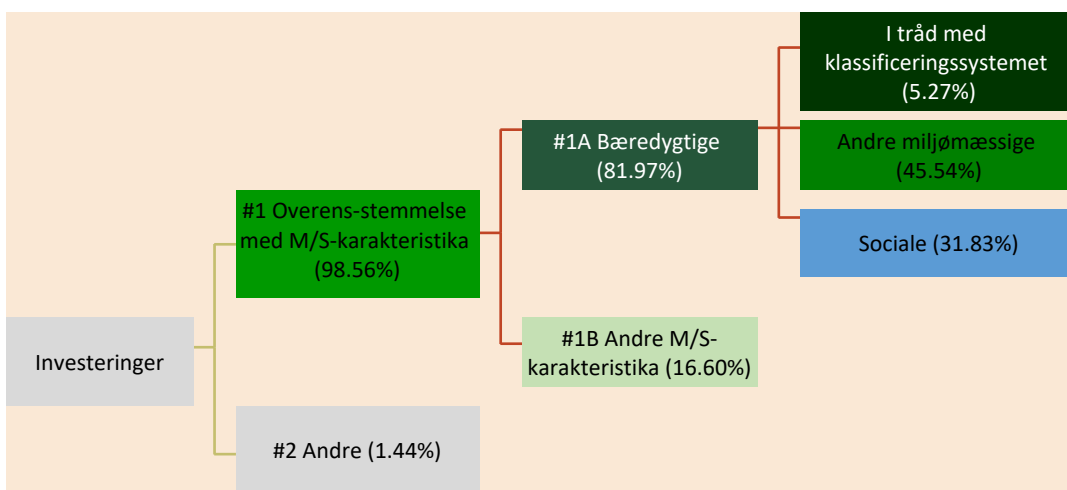 I tråd med
klassificeringssystemet
(5.27%)
#1A Bæredygtige
(81.97%)
Andre miljømæssige
(45.54%)
#1 Overens-stemmelse
med M/S-karakteristika
(98.56%)
Sociale (31.83%)
Investeringer
#1B Andre M/S-
karakteristika (16.60%)
#2 Andre (1.44%)